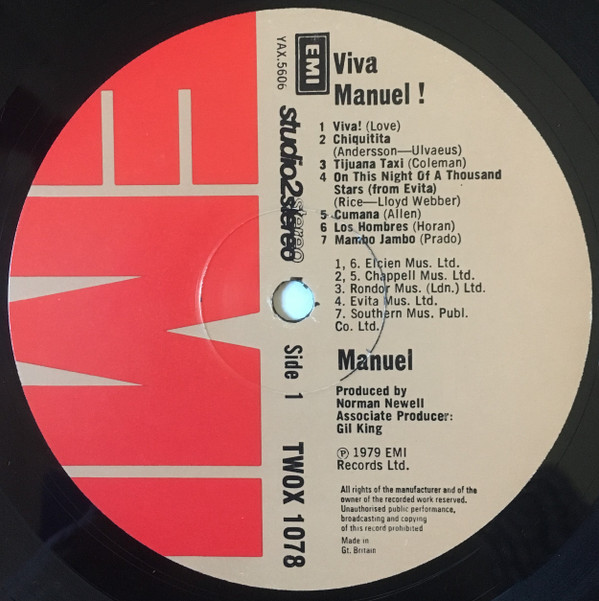 EMI
YAX.5606
studio2stereo
Side 1
TWOX 1078
EMI
Viva
Manuel !
1 Viva! (Love)
2 Chiquitita
(Andersson—Ulvaeus)
3 Tijuana Taxi (Coleman)
4 On This Night Of A Thousand
Stars (from Evita)
(Rice—Lloyd Webber)
5 Cumana (Allen)
6 Los Hombres (Horan)
7 Mambo Jambo (Prado)
1, 6. Elcien Mus. Ltd.
2, 5. Chappell Mus. Ltd.
3. Rondor Mus. (Ldn.) Ltd.
4. Evita Mus. Ltd.
7. Southern Mus. Publ.
Co. Ltd.
Manuel
Produced by
Norman Newell
Associate Producer:
Gil King
Ⓟ 1979 EMI
Records Ltd.
All rights of the manufacturer and of the
owner of the recorded work reserved.
Unauthorised public performance,
broadcasting and copying
of this record prohibited
Made in
Gt. Britain